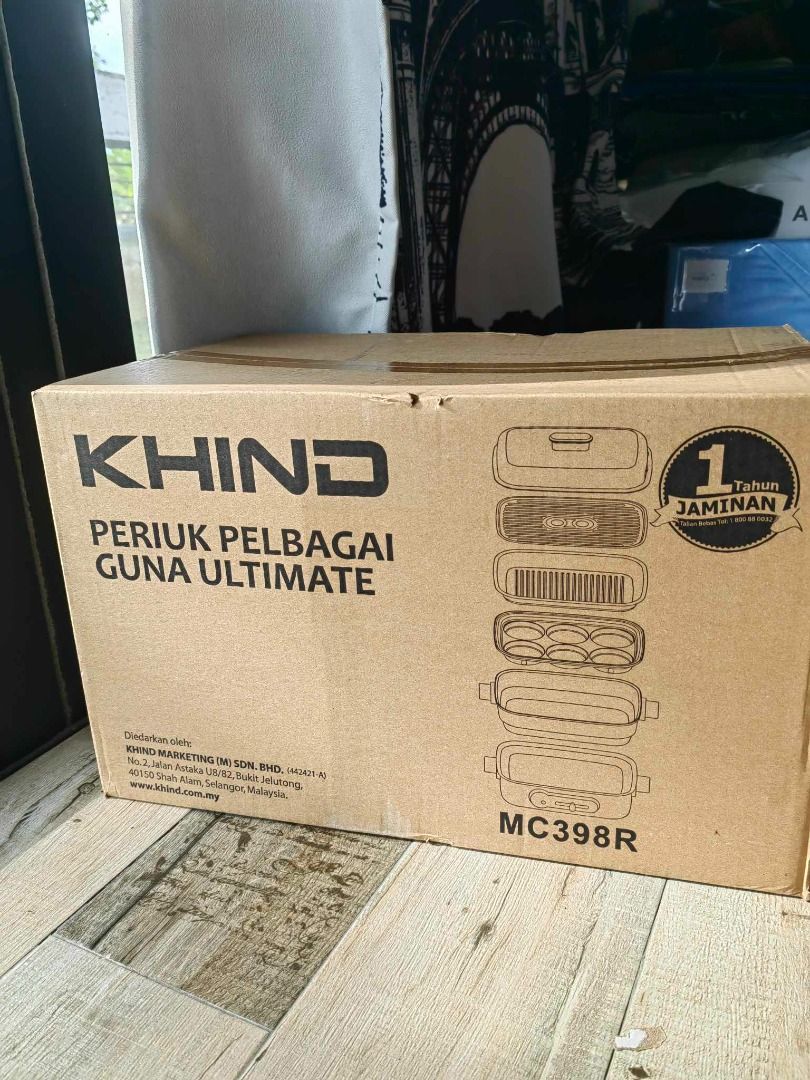 KHIND
PERIUK PELBAGAI
GUNA ULTIMATE
1
Tahun
JAMINAN
Talian Bebas Tol: 1 800 88 0032
Diedarkan oleh:
KHIND MARKETING (M) SDN. BHD. (442421-A)
No.2, Jalan Astaka U8/82, Bukit Jelutong,
40150 Shah Alam, Selangor, Malaysia.
www.khind.com.my
MC398R
A